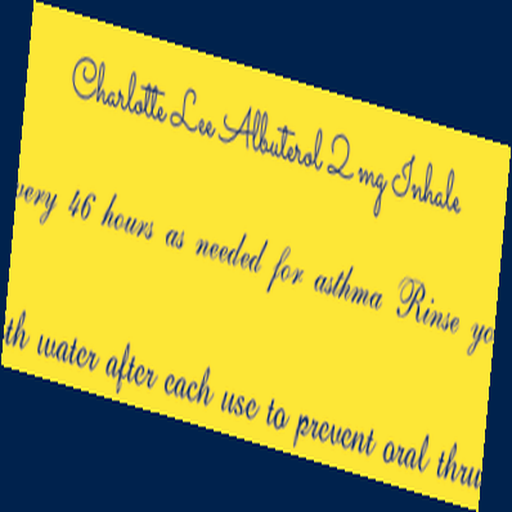 Charlotte Lee Albuterol 2 mg Inhale
very 46 hours as needed for asthma Rinse yo
th water after each use to prevent oral thru